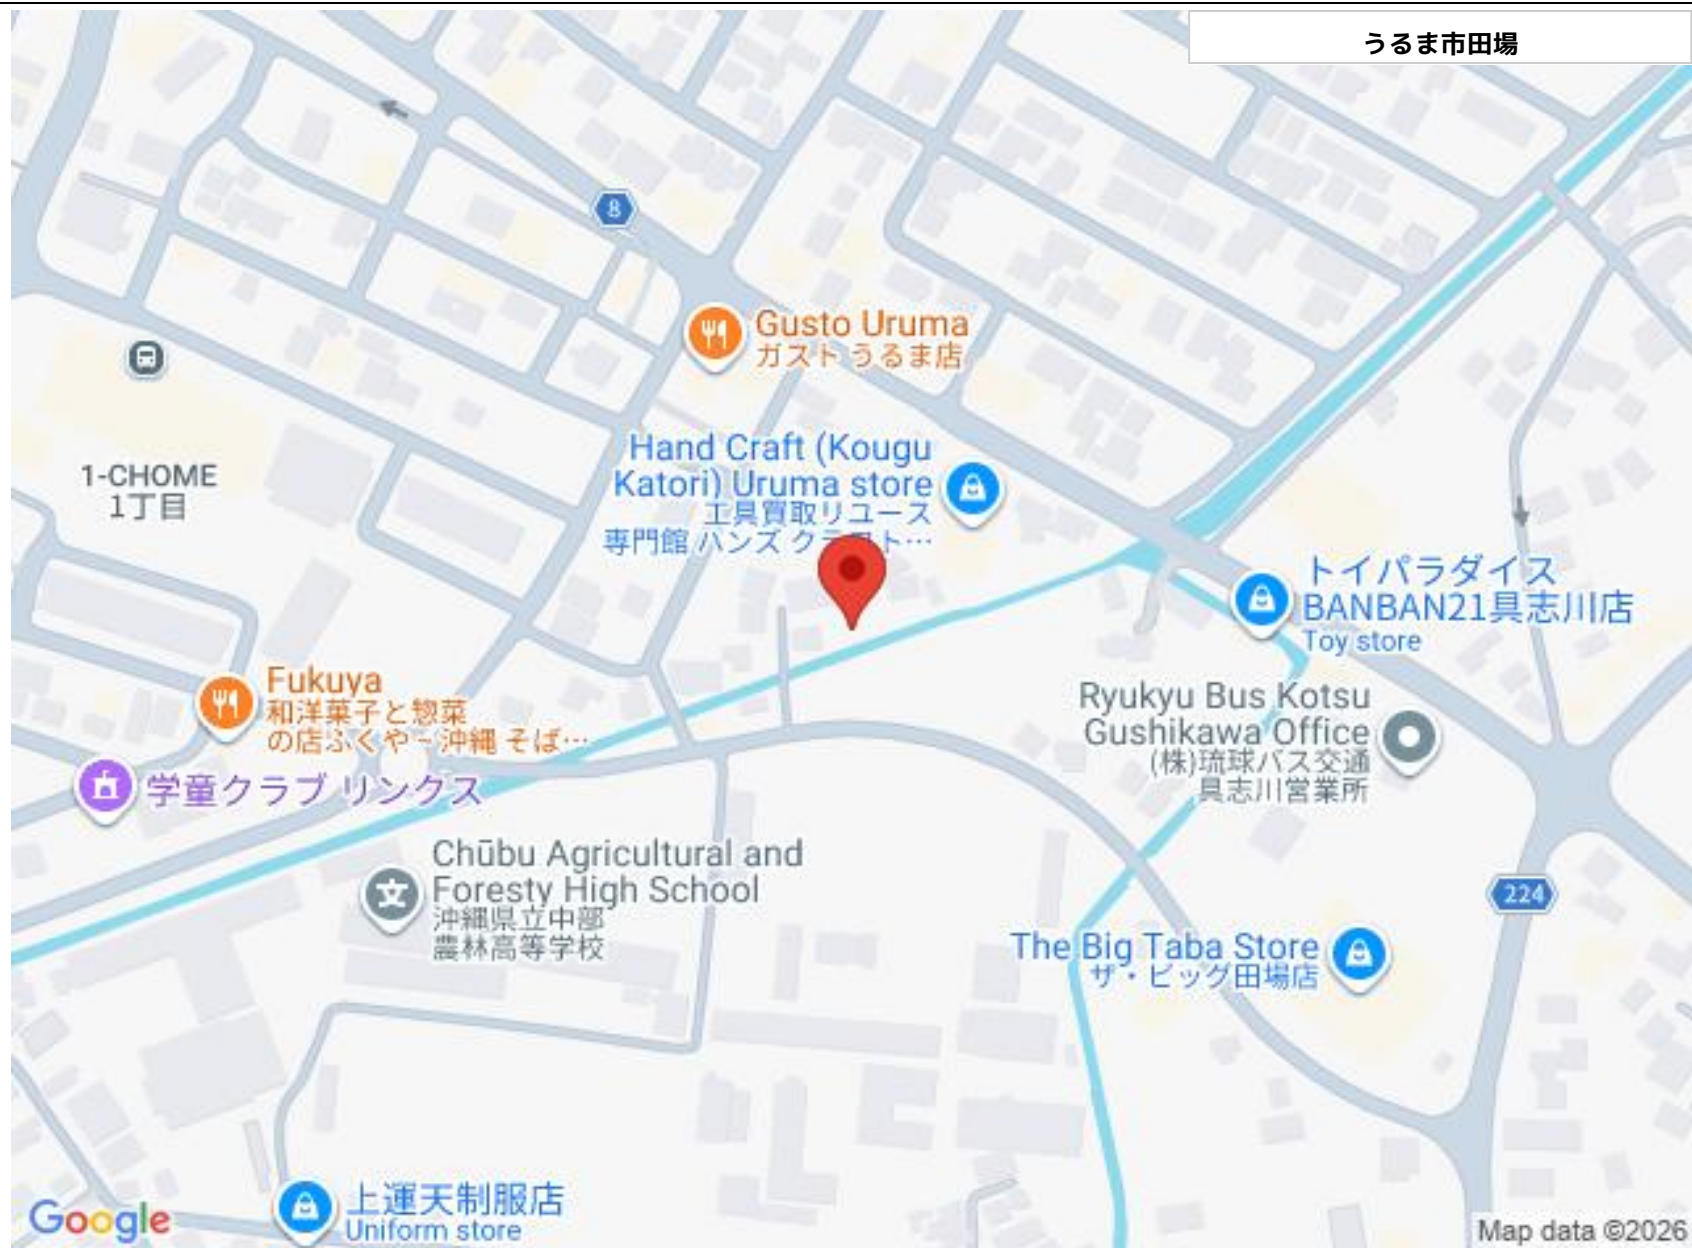 うるま市田場
8
Gusto Uruma
ガスト うるま店
Hand Craft (Kougu
Katori) Uruma store
工具買取リユース
専門館 ハンズ クラフト…
1-CHOME
1丁目
トイパラダイス
BANBAN21具志川店
Toy store
Fukuya
和洋菓子と惣菜
の店ふくや – 沖縄 そば…
Ryukyu Bus Kotsu
Gushikawa Office
(株)琉球バス交通
具志川営業所
学童クラブ リンクス
Chūbu Agricultural and
Foresty High School
沖縄県立中部
農林高等学校
224
The Big Taba Store
ザ・ビッグ田場店
上運天制服店
Uniform store
Google
Map data ©2026